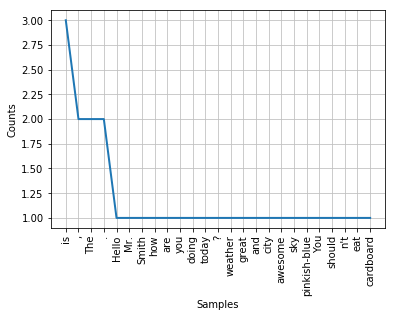 3.00
2.75
2.50
2.25
2.00
1.75
1.50
1.25
1.00
Counts
is
,
The
.
Hello
Mr.
Smith
how
are
you
doing
today
?
weather
great
and
city
awesome
sky
pinkish-blue
You
should
n't
eat
cardboard
Samples